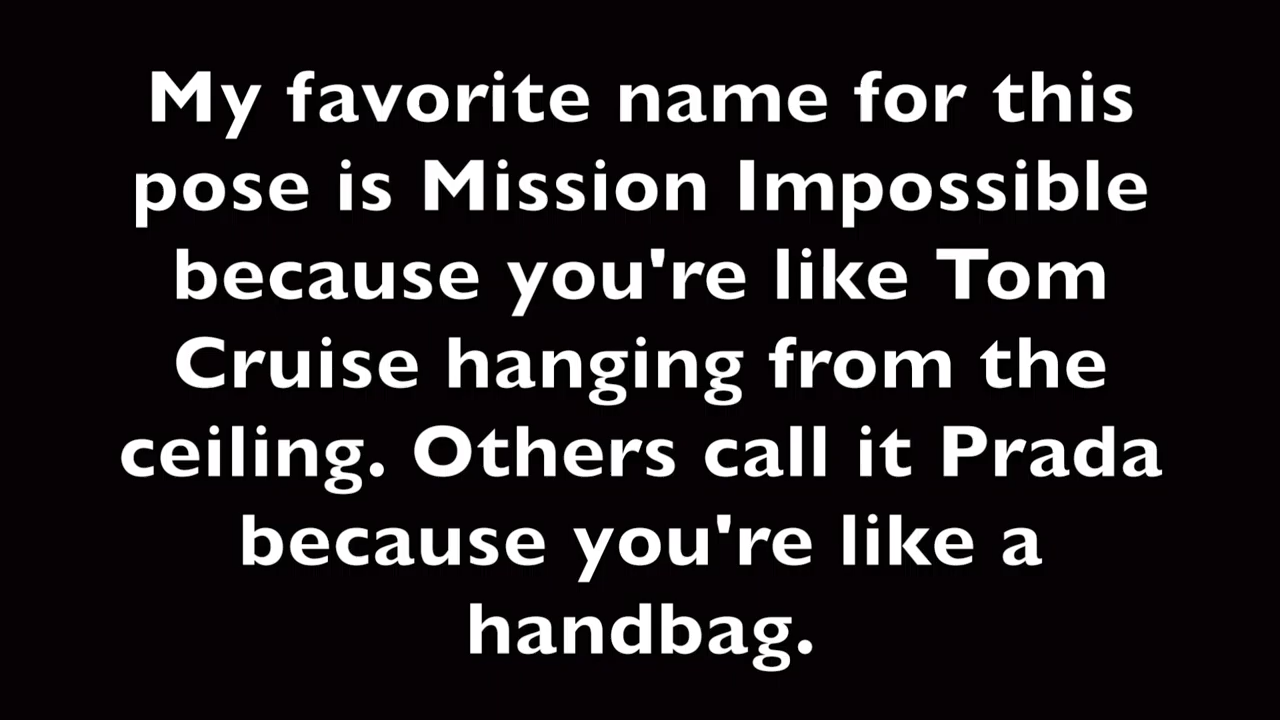 My favorite name for this
pose is Mission Impossible
because you're like Tom
Cruise hanging from the
ceiling. Others call it Prada
because you're like a
handbag.